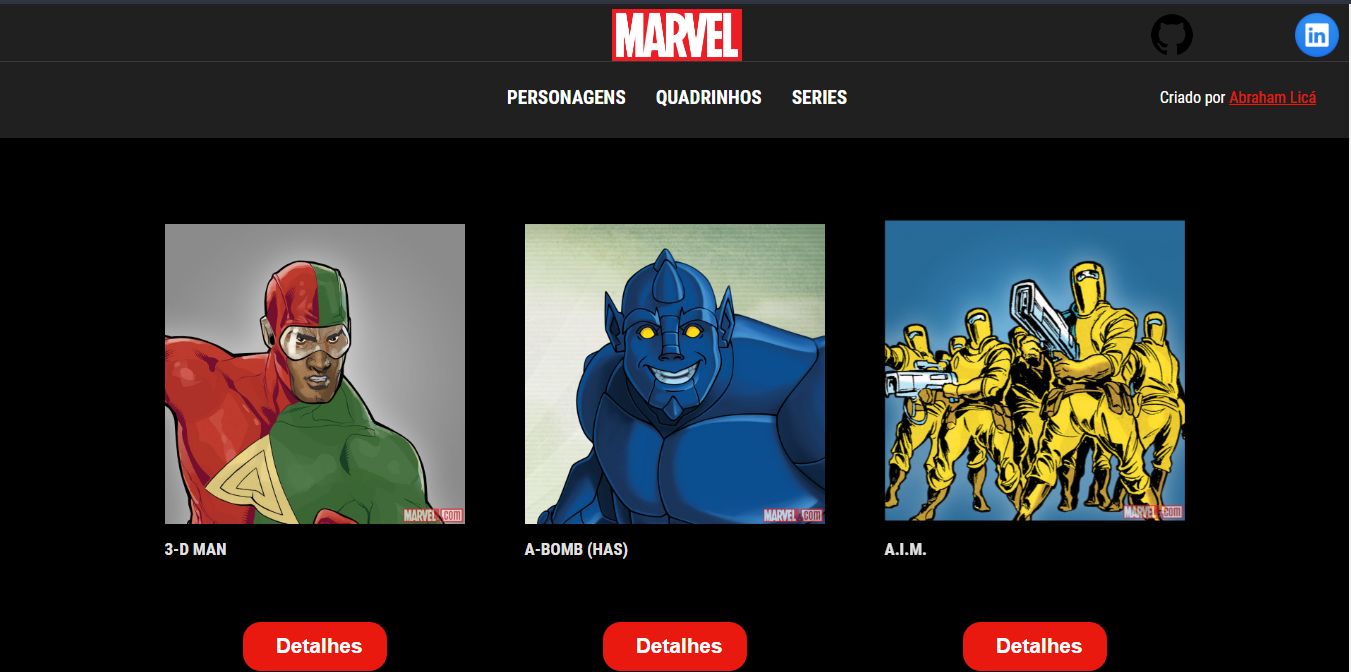 MARVEL
in
PERSONAGENS QUADRINHOS SERIES
Criado por Abraham Licá
MARVEL.com
MARVEL.com
MARVEL.com
3-D MAN
A-BOMB (HAS)
A.I.M.
Detalhes
Detalhes
Detalhes